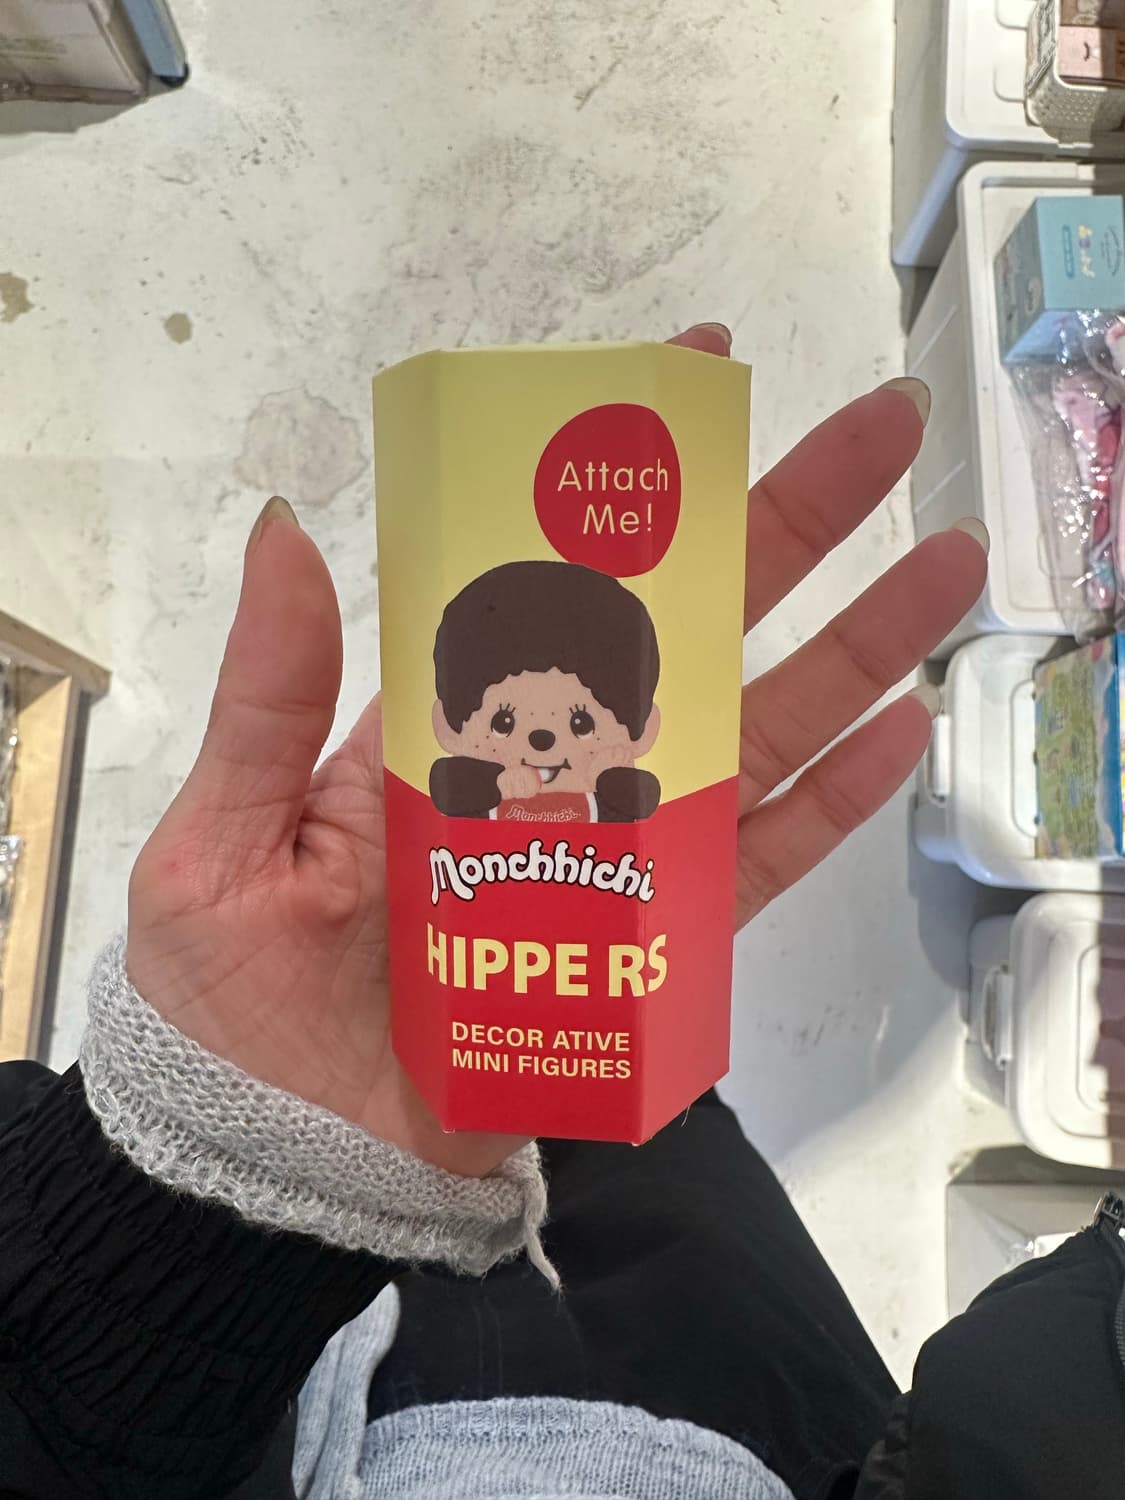 Attach
Me!
Monchhichi
Monchhichi
HIPPE RS
DECOR ATIVE
MINI FIGURES